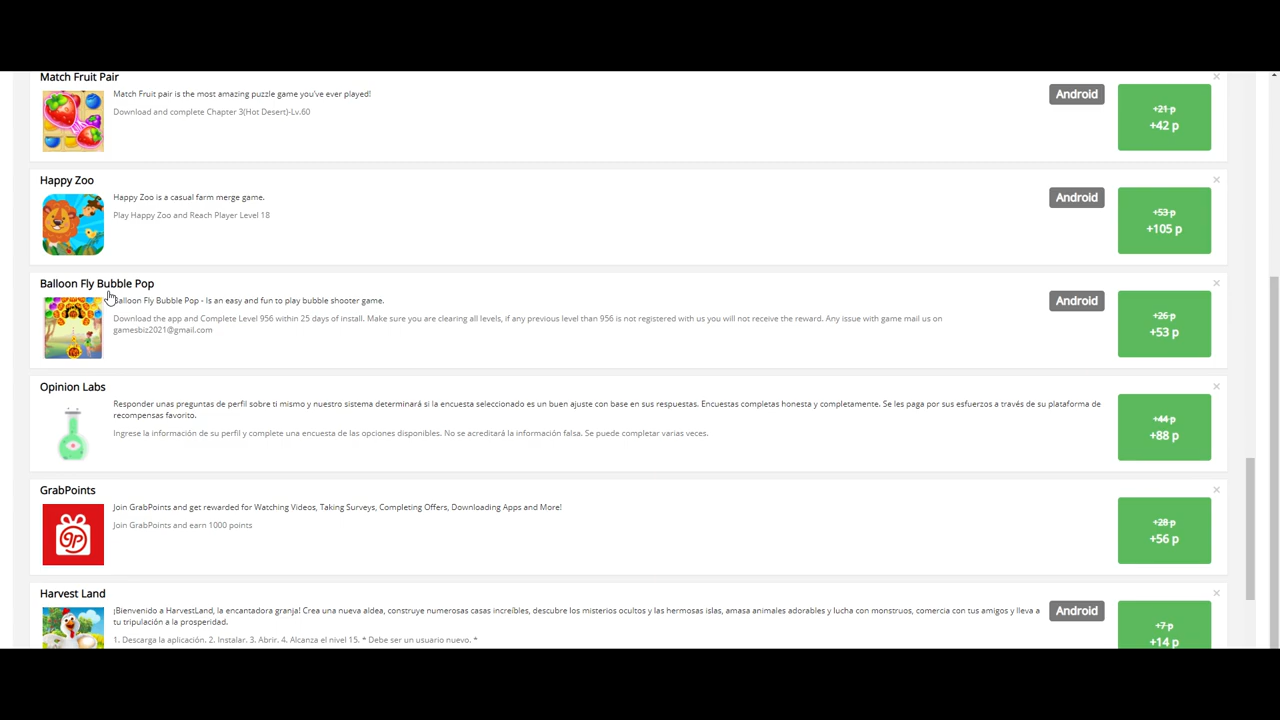 Match Fruit Pair
Match Fruit pair is the most amazing puzzle game you've ever played!
Download and complete Chapter 3(Hot Desert)-Lv.60
Android
+21 p
+42 p
Happy Zoo
Happy Zoo is a casual farm merge game.
Play Happy Zoo and Reach Player Level 18
Android
+53 p
+105 p
Balloon Fly Bubble Pop
Balloon Fly Bubble Pop - Is an easy and fun to play bubble shooter game.
Download the app and Complete Level 956 within 25 days of install. Make sure you are clearing all levels, if any previous level than 956 is not registered with us you will not receive the reward. Any issue with game mail us on
gamesbiz2021@gmail.com
Android
+26 p
+53 p
Opinion Labs
Responder unas preguntas de perfil sobre ti mismo y nuestro sistema determinará si la encuesta seleccionado es un buen ajuste con base en sus respuestas. Encuestas completas honesta y completamente. Se les paga por sus esfuerzos a través de su plataforma de
recompensas favorito.
Ingrese la información de su perfil y complete una encuesta de las opciones disponibles. No se acreditará la información falsa. Se puede completar varias veces.
+44 p
+88 p
GrabPoints
Join GrabPoints and get rewarded for Watching Videos, Taking Surveys, Completing Offers, Downloading Apps and More!
Join GrabPoints and earn 1000 points
gp
+28 p
+56 p
Harvest Land
¡Bienvenido a HarvestLand, la encantadora granja! Crea una nueva aldea, construye numerosas casas increíbles, descubre los misterios ocultos y las hermosas islas, amasa animales adorables y lucha con monstruos, comercia con tus amigos y lleva a
tu tripulación a la prosperidad.
1. Descarga la aplicación. 2. Instalar. 3. Abrir. 4. Alcanza el nivel 15. * Debe ser un usuario nuevo. *
Android
+7 p
+14 p